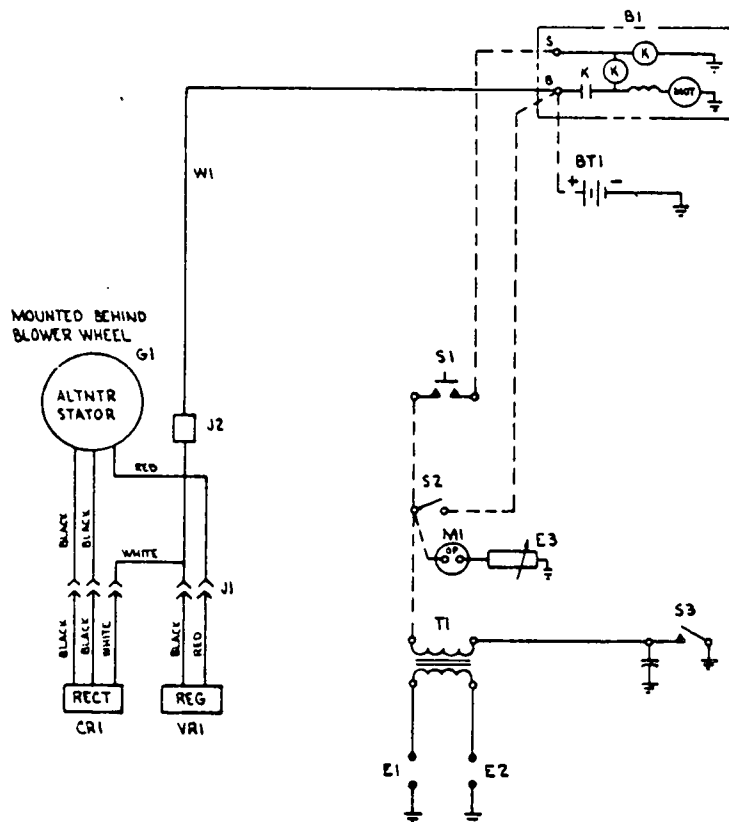 B1
S
K
K
B
K
MOT
W1
BT1
+
-
MOUNTED BEHIND
BLOWER WHEEL
G1
ALTNTR
STATOR
S1
J2
RED
S2
BLACK
BLACK
M1
OP
E3
WHITE
J1
BLACK
BLACK
WHITE
BLACK
RED
T1
S3
RECT
REG
CR1
VR1
E1
E2